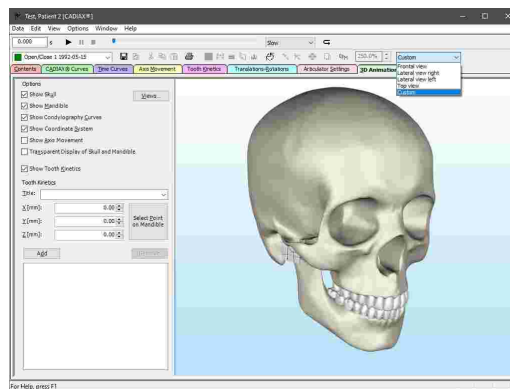 Test, Patient 2 [CADIAX®]
Data Edit View Options Window Help
0.000 s Slow
Open/Close 1 1992-05-15 250.0% Custom
Contents CADIAX® Curves Time Curves Axis Movement Tooth Kinetics Translations-Rotations Articulator Settings 3D Animation
Frontal view
Lateral view right
Lateral view left
Top view
Custom
Options
Show Skull Views...
Show Mandible
Show Condylography Curves
Show Coordinate System
Show Axis Movement
Transparent Display of Skull and Mandible
Show Tooth Kinetics
Tooth Kinetics
Title:
X [mm]: 0.00
Y [mm]: 0.00 Select Point on Mandible
Z [mm]: 0.00
Add Remove
For Help, press F1